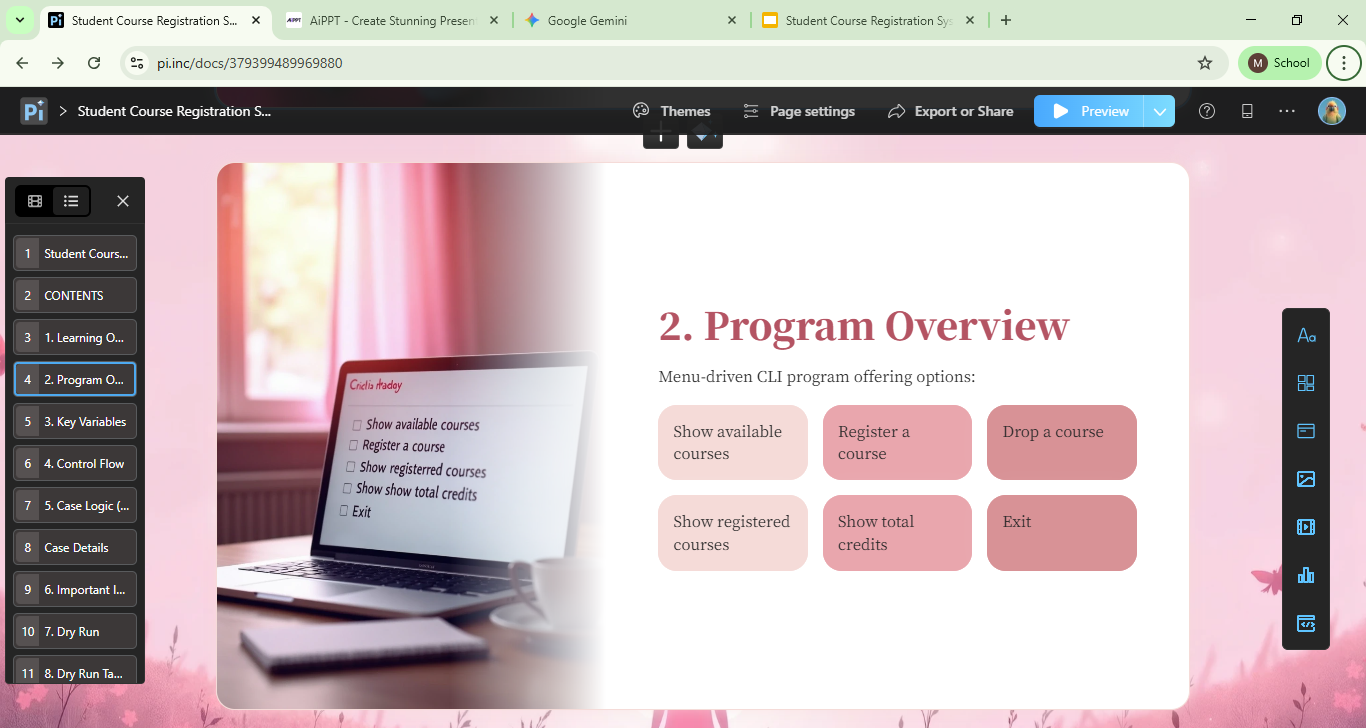 Student Course Registration S...
AiPPT
AiPPT - Create Stunning Presen
Google Gemini
Student Course Registration Sys
pi.inc/docs/379399489969880
M
School
Pi
Student Course Registration S...
Themes
Page settings
Export or Share
Preview
1 Student Cours...
2 CONTENTS
3 1. Learning O...
4 2. Program O...
5 3. Key Variables
6 4. Control Flow
7 5. Case Logic (...
8 Case Details
9 6. Important I...
10 7. Dry Run
11 8. Dry Run Ta...
Show available courses
Register a course
Show registerred courses
Show show total credits
Exit
2. Program Overview
Menu-driven CLI program offering options:
Show available
courses
Register a
course
Drop a course
Show registered
courses
Show total
credits
Exit
Aa